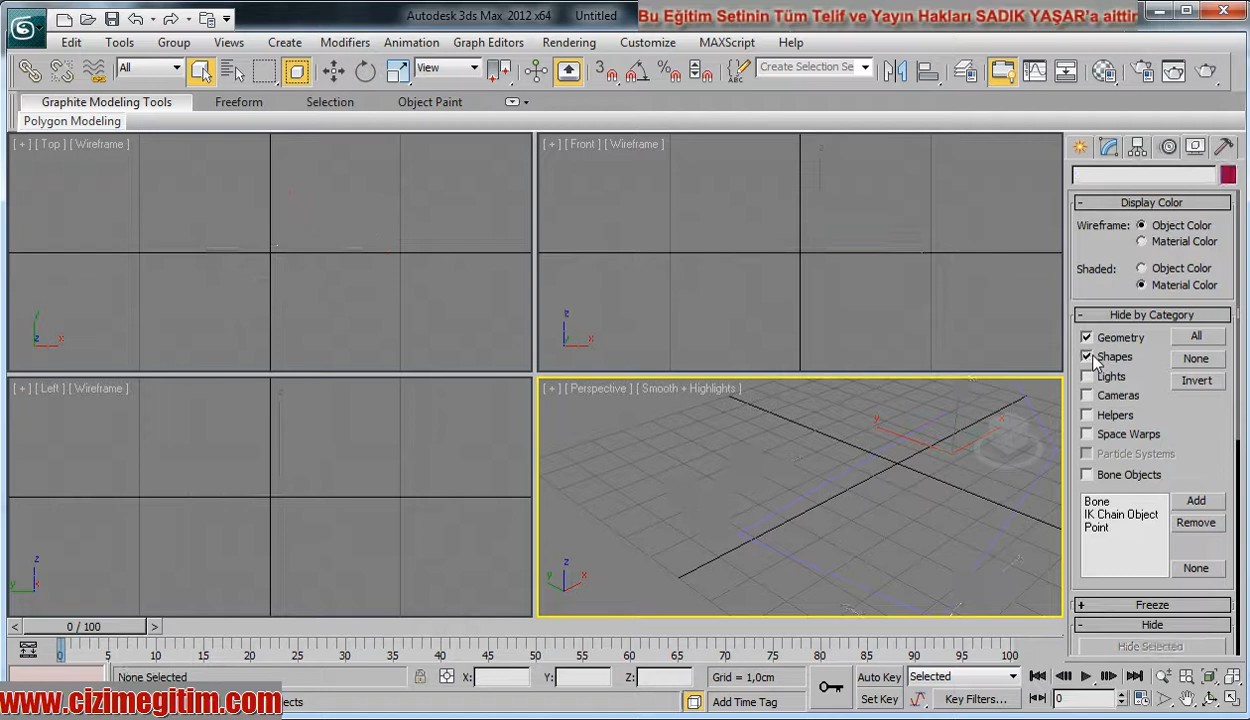 Autodesk 3ds Max 2012 x64 Untitled
Bu Eğitim Setinin Tüm Telif ve Yayın Hakları SADIK YAŞAR'a aittir
Edit Tools Group Views Create Modifiers Animation Graph Editors Rendering Customize MAXScript Help
All View 3 Create Selection Se
Graphite Modeling Tools Freeform Selection Object Paint
Polygon Modeling
[ + ] [ Top ] [ Wireframe ]
[ + ] [ Front ] [ Wireframe ]
[ + ] [ Left ] [ Wireframe ]
[ + ] [ Perspective ] [ Smooth + Highlights ]
Display Color
Wireframe: Object Color
Material Color
Shaded: Object Color
Material Color
Hide by Category
Geometry All
Shapes None
Lights Invert
Cameras
Helpers
Space Warps
Particle Systems
Bone Objects
Bone Add
IK Chain Object Remove
Point
None
Freeze
Hide
Hide Selected
< 0 / 100 >
0 5 10 15 20 25 30 35 40 45 50 55 60 65 70 75 80 85 90 95 100
None Selected X: Y: Z: Grid = 1,0cm Auto Key Selected
Add Time Tag Set Key Key Filters... 0
www.cizimegitim.com